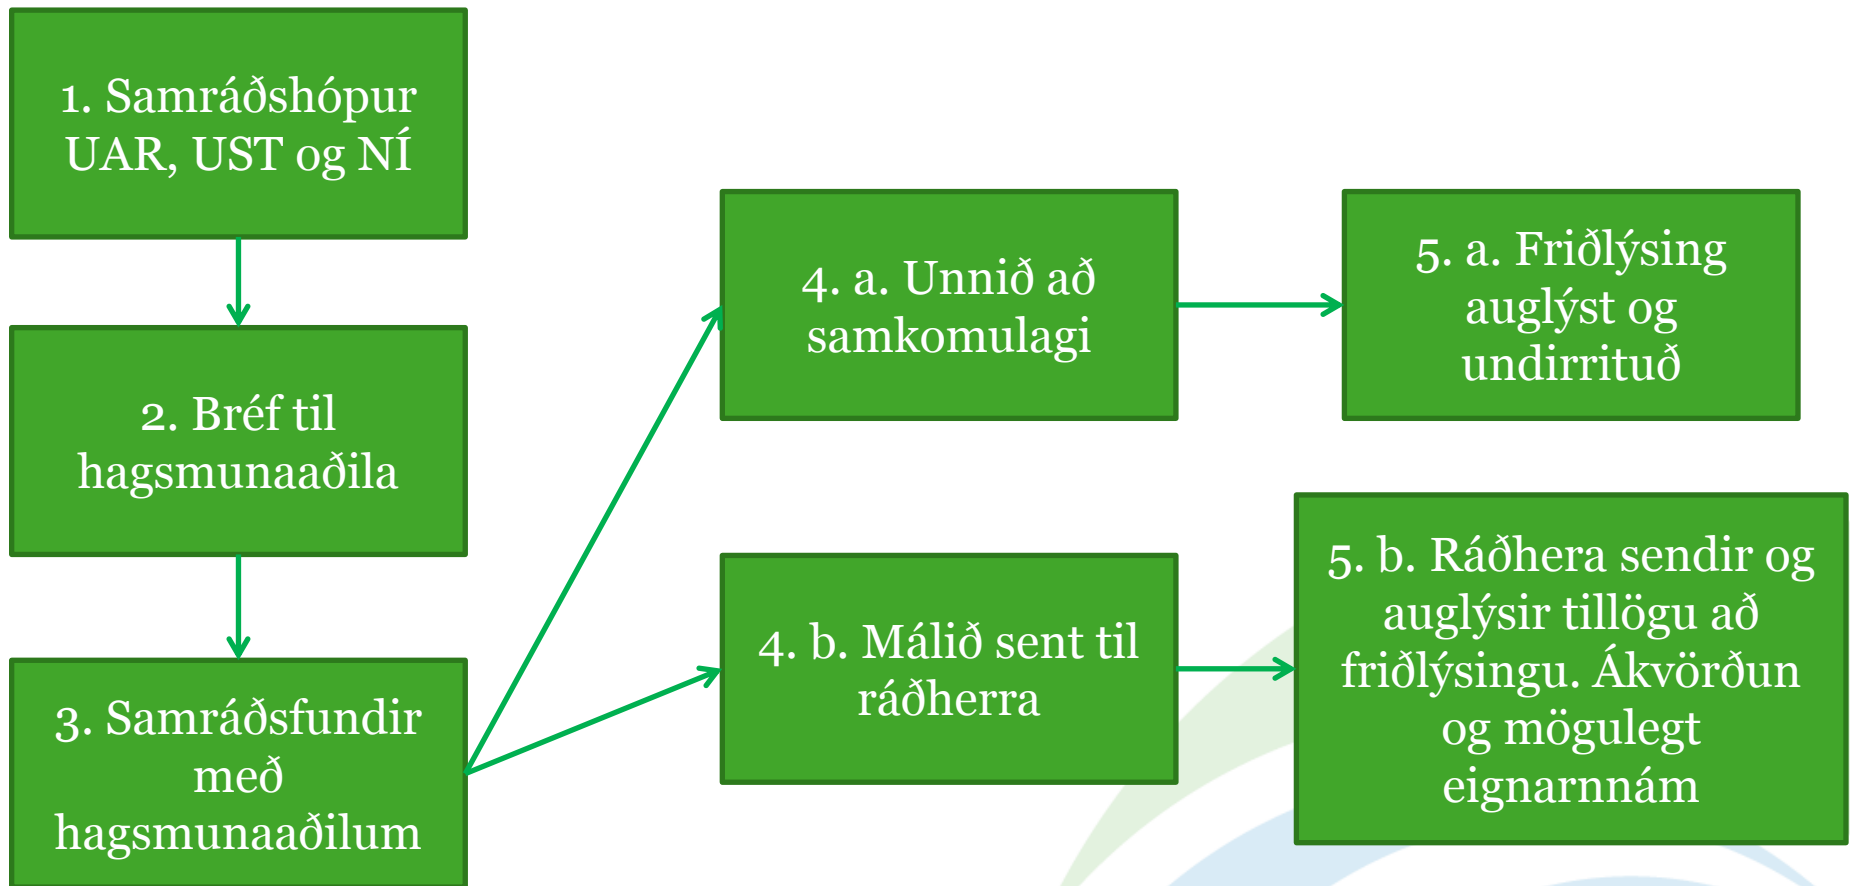 1. Samráðshópur
UAR, UST og NÍ
2. Bréf til
hagsmunaaðila
3. Samráðsfundir
með
hagsmunaaðilum
4. a. Unnið að
samkomulagi
5. a. Friðlýsing
auglýst og
undirrituð
4. b. Málið sent til
ráðherra
5. b. Ráðhera sendir og
auglýsir tillögu að
friðlýsingu. Ákvörðun
og mögulegt
eignarnnám